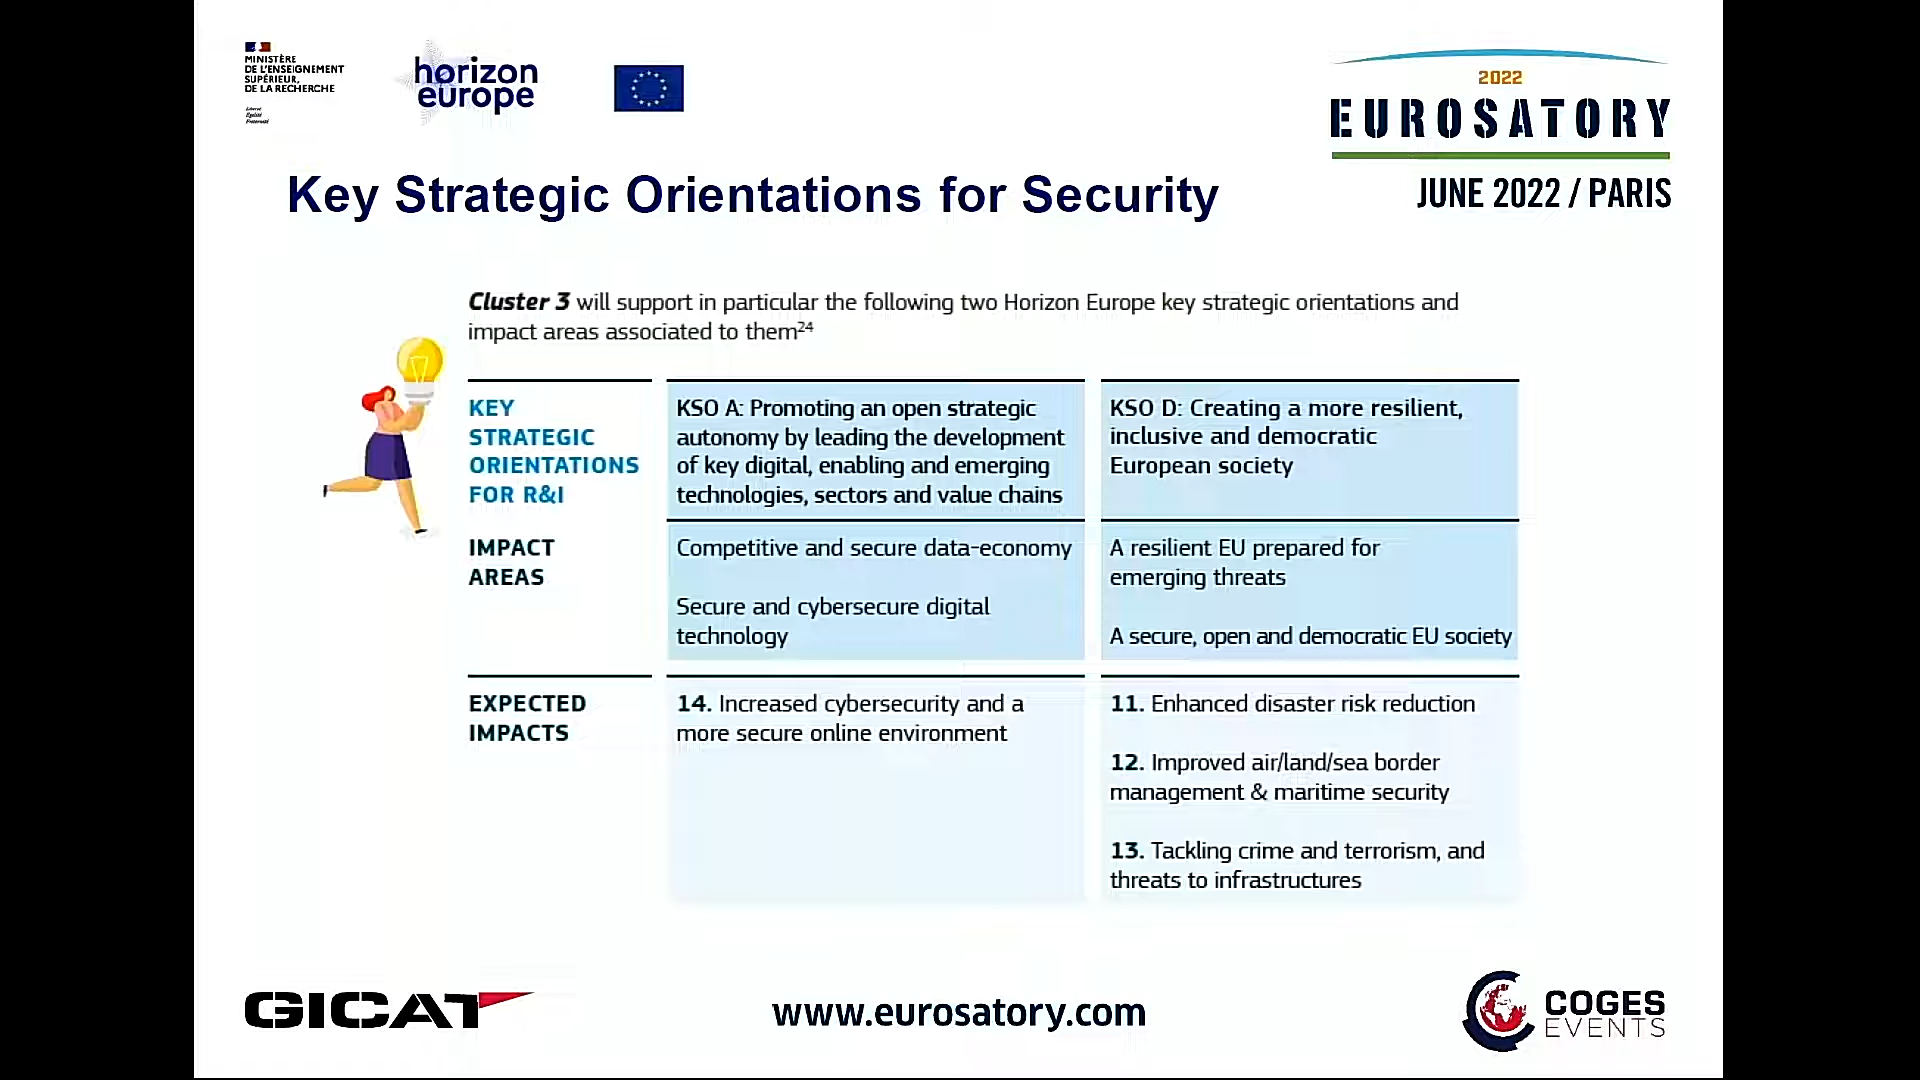 MINISTÈRE
DE L'ENSEIGNEMENT
SUPÉRIEUR,
DE LA RECHERCHE
Liberté
Égalité
Fraternité
horizon
europe
2022
EUROSATORY
JUNE 2022 / PARIS
Key Strategic Orientations for Security
Cluster 3 will support in particular the following two Horizon Europe key strategic orientations and
impact areas associated to them24
KEY
STRATEGIC
ORIENTATIONS
FOR R&I
KSO A: Promoting an open strategic
autonomy by leading the development
of key digital, enabling and emerging
technologies, sectors and value chains
KSO D: Creating a more resilient,
inclusive and democratic
European society
IMPACT
AREAS
Competitive and secure data-economy
Secure and cybersecure digital
technology
A resilient EU prepared for
emerging threats
A secure, open and democratic EU society
EXPECTED
IMPACTS
14. Increased cybersecurity and a
more secure online environment
11. Enhanced disaster risk reduction
12. Improved air/land/sea border
management & maritime security
13. Tackling crime and terrorism, and
threats to infrastructures
GICAT
www.eurosatory.com
COGES
EVENTS